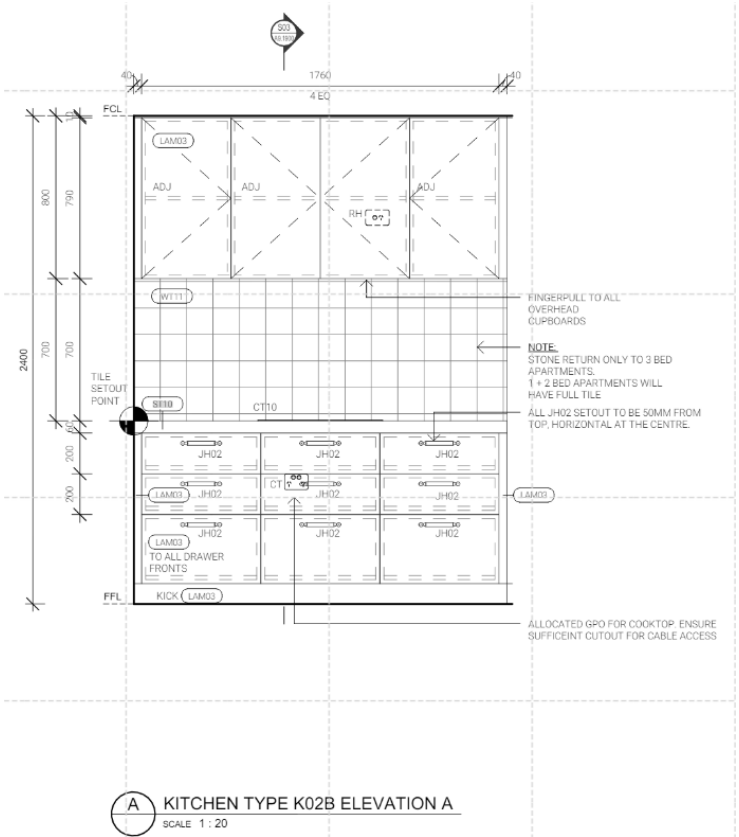 S03
40
1760
40
4 EQ
FCL
LAM03
ADJ
ADJ
ADJ
RH
800
790
WT11
FINGERPULL TO ALL
OVERHEAD
CUPBOARDS
2400
700
700
NOTE:
STONE RETURN ONLY TO 3 BED
APARTMENTS.
1 + 2 BED APARTMENTS WILL
HAVE FULL TILE
TILE
SETOUT
POINT
CT10
ALL JH02 SETOUT TO BE 50MM FROM
TOP, HORIZONTAL AT THE CENTRE.
60
200
JH02
JH02
JH02
200
LAM03
JH02
CT
JH02
JH02
LAM03
JH02
JH02
JH02
LAM03
TO ALL DRAWER
FRONTS
FFL
KICK
LAM03
ALLOCATED GPO FOR COOKTOP. ENSURE
SUFFICEINT CUTOUT FOR CABLE ACCESS
A
KITCHEN TYPE K02B ELEVATION A
SCALE 1 : 20